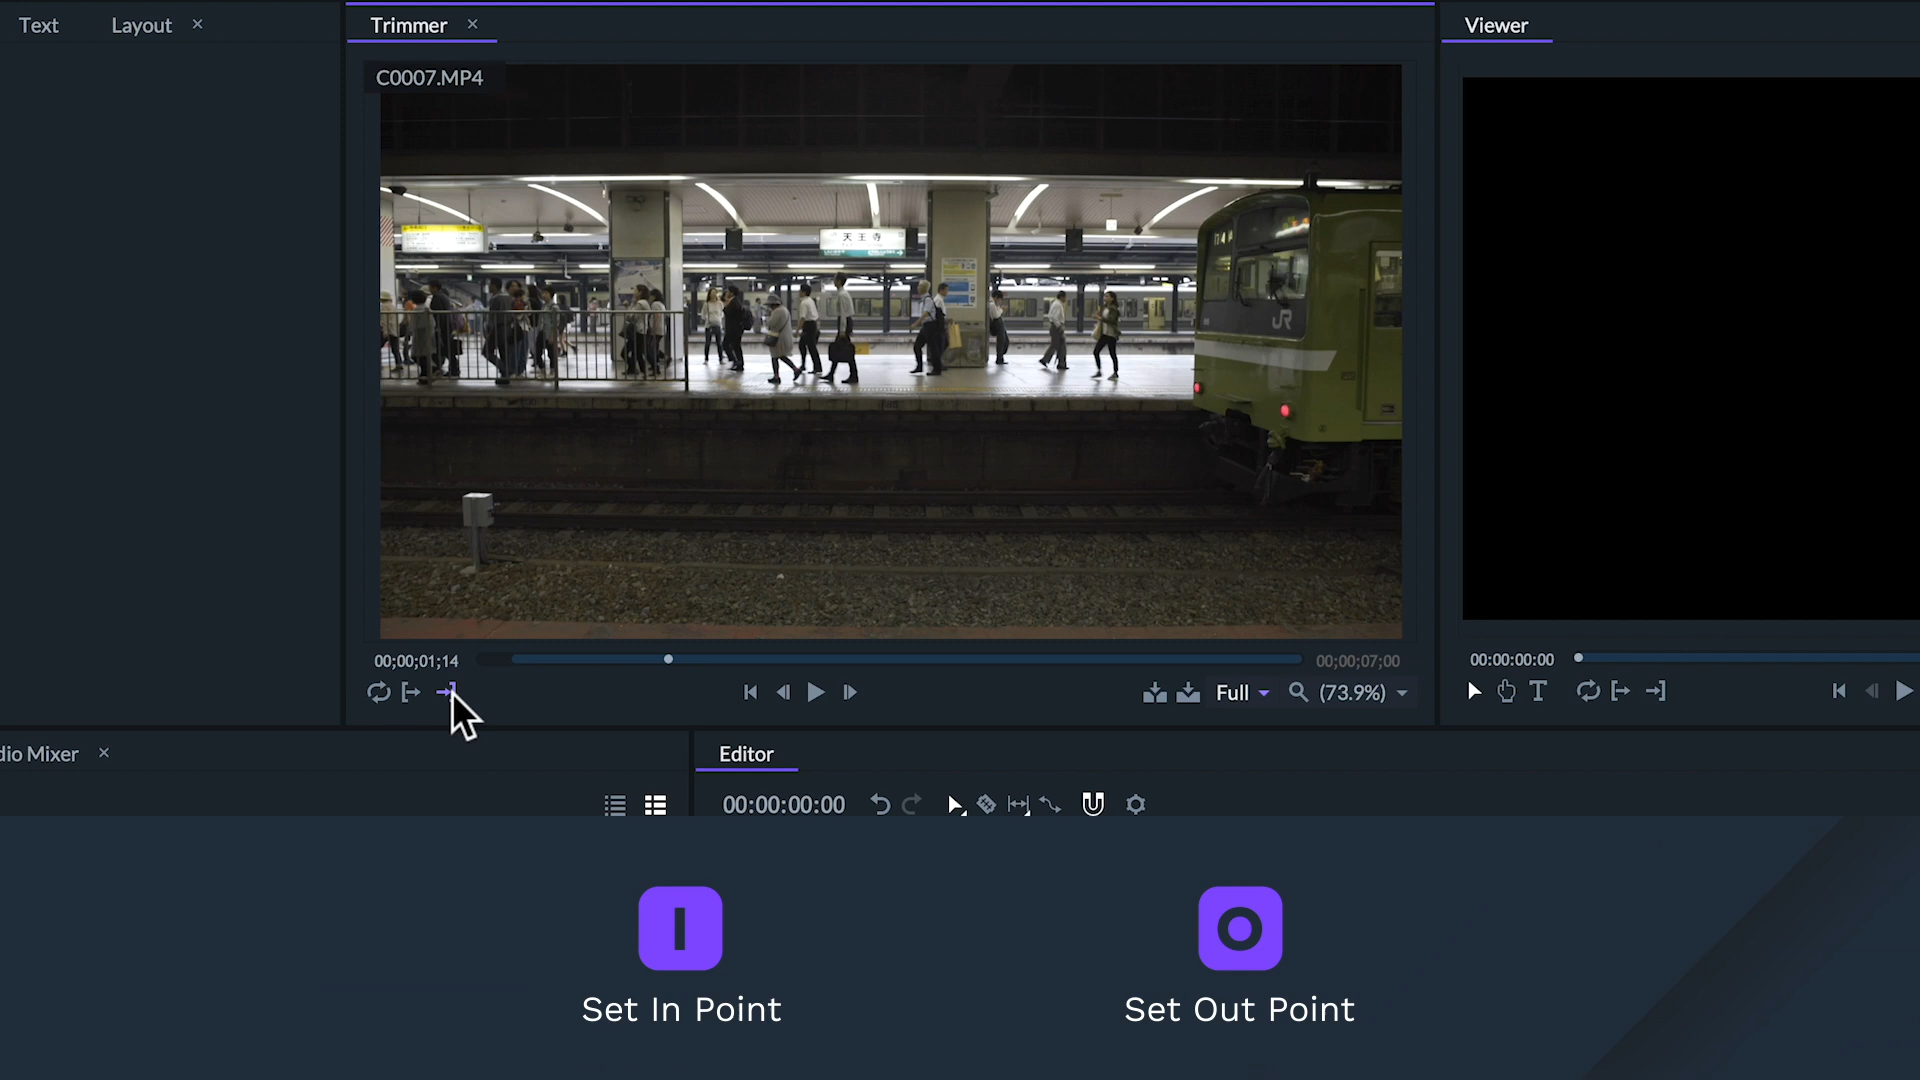 Text
Layout
Trimmer
Viewer
C0007.MP4
天王寺
JR
00;00;01;14
00;00;07;00
00:00:00:00
Full
(73.9%)
dio Mixer
Editor
00:00:00:00
I
O
Set In Point
Set Out Point